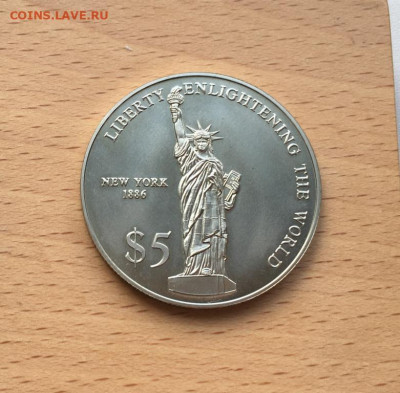 COINS.LAVE.RU
LIBERTY ENLIGHTENING THE WORLD
NEW YORK
1886
$5